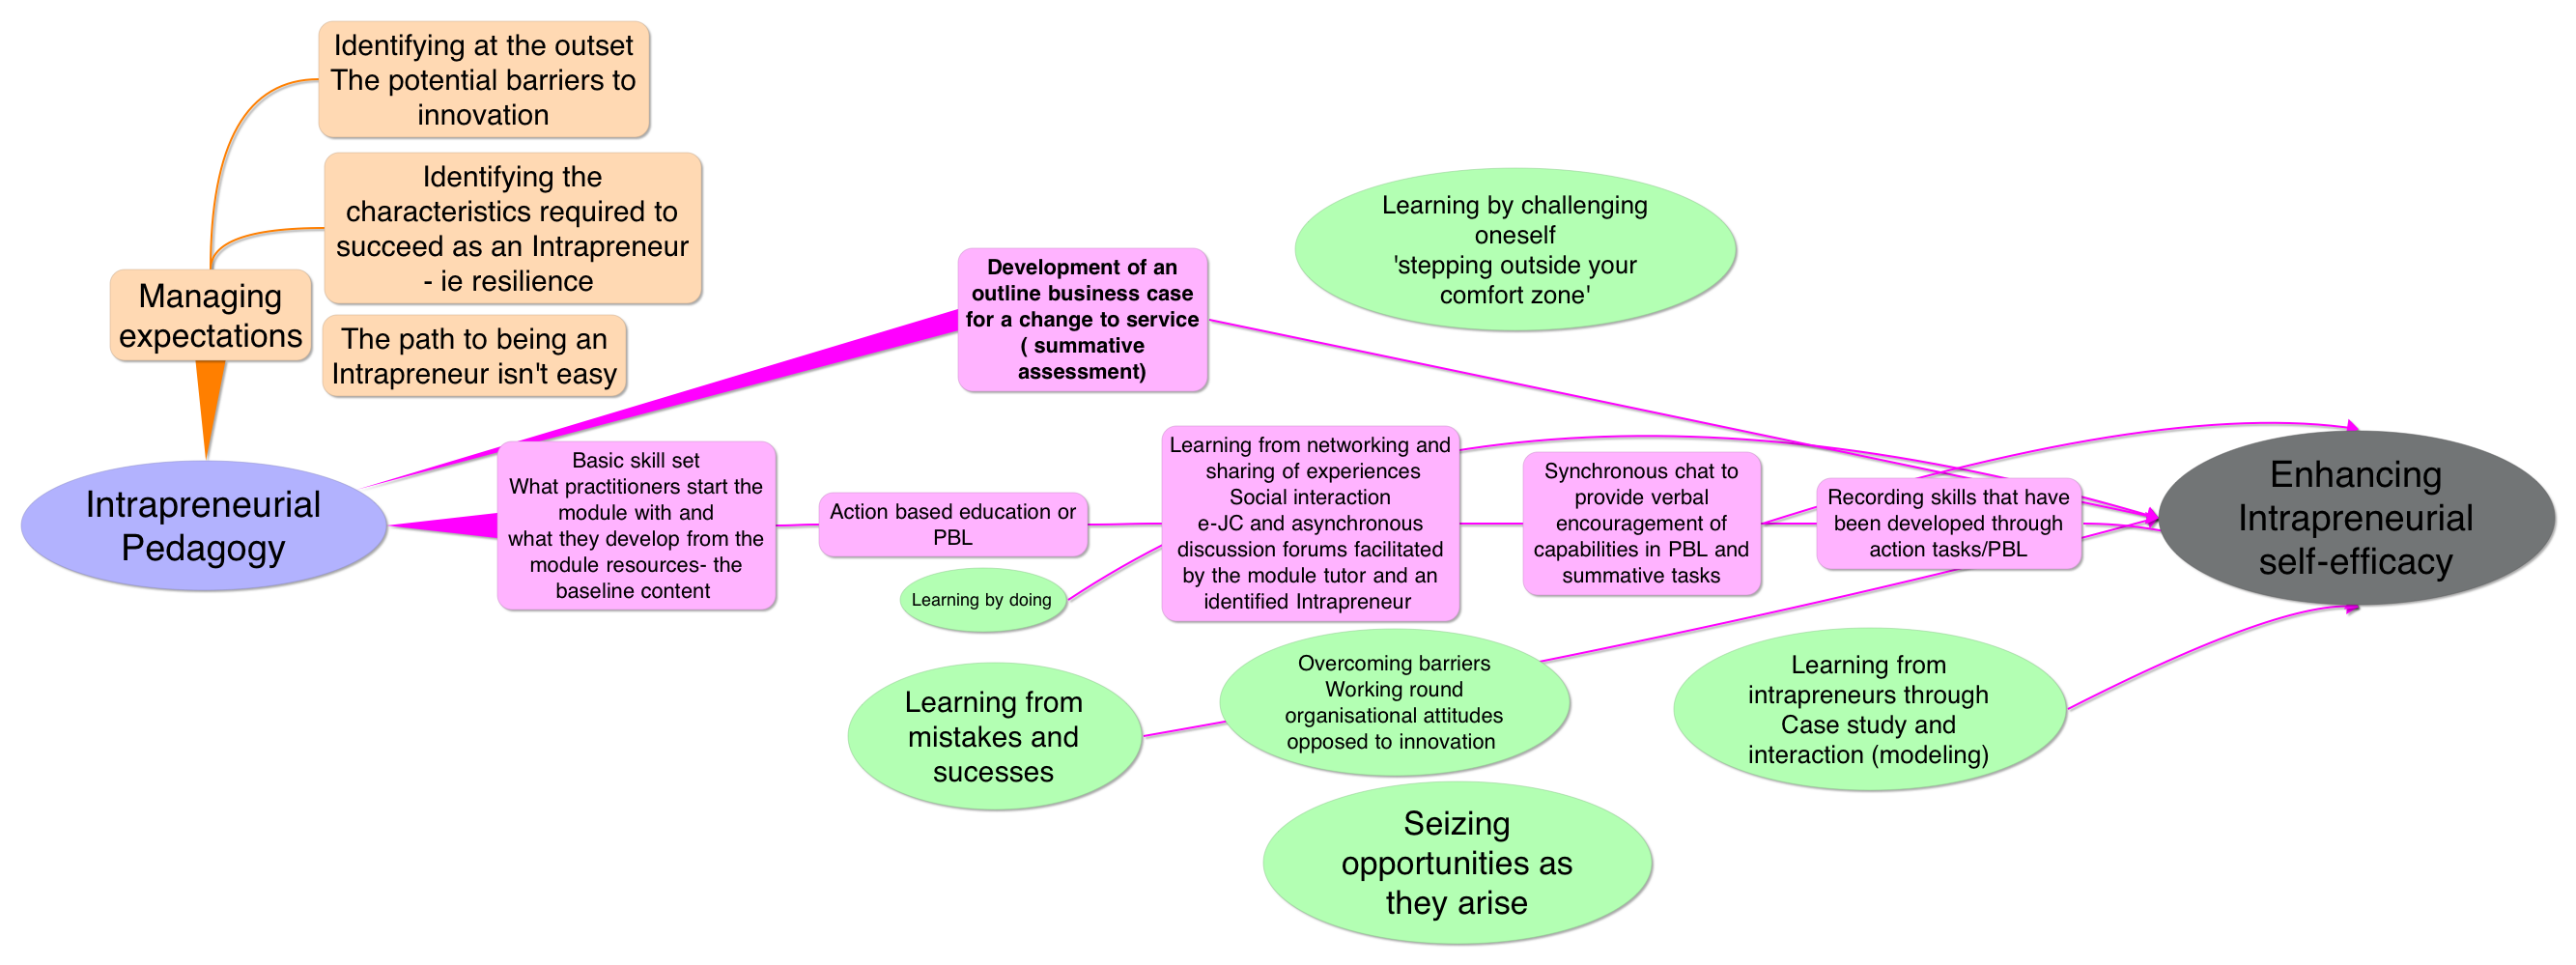 Identifying at the outset
The potential barriers to
innovation
Identifying the
characteristics required to
succeed as an Intrapreneur
- ie resilience
Managing
expectations
The path to being an
Intrapreneur isn't easy
Intrapreneurial
Pedagogy
Development of an
outline business case
for a change to service
( summative
assessment)
Learning by challenging
oneself
'stepping outside your
comfort zone'
Basic skill set
What practitioners start the
module with and
what they develop from the
module resources- the
baseline content
Action based education or
PBL
Learning by doing
Learning from networking and
sharing of experiences
Social interaction
e-JC and asynchronous
discussion forums facilitated
by the module tutor and an
identified Intrapreneur
Synchronous chat to
provide verbal
encouragement of
capabilities in PBL and
summative tasks
Recording skills that have
been developed through
action tasks/PBL
Enhancing
Intrapreneurial
self-efficacy
Learning from
mistakes and
sucesses
Overcoming barriers
Working round
organisational attitudes
opposed to innovation
Learning from
intrapreneurs through
Case study and
interaction (modeling)
Seizing
opportunities as
they arise